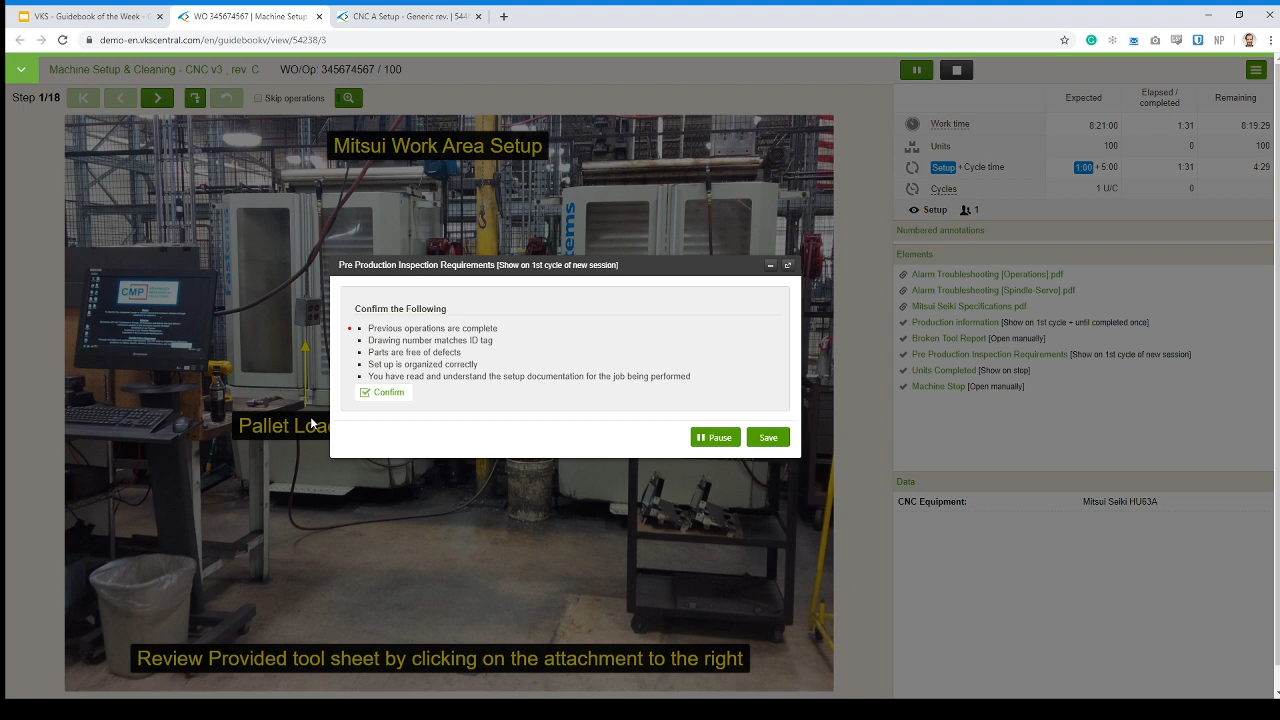 VKS - Guidebook of the Week - G
WO 345674567 | Machine Setup
CNC A Setup - Generic rev. | 544
demo-en.vkscentral.com/en/guidebookv/view/54238/3
NP
Machine Setup & Cleaning - CNC v3 , rev. C
WO/Op: 345674567 / 100
Step 1/18
Skip operations
Mitsui Work Area Setup
Pre Production Inspection Requirements [Show on 1st cycle of new session]
Confirm the Following
Previous operations are complete
Drawing number matches ID tag
Parts are free of defects
Set up is organized correctly
You have read and understand the setup documentation for the job being performed
Confirm
Pause
Save
CMP
Pallet Loa
Review Provided tool sheet by clicking on the attachment to the right
Expected
Elapsed / completed
Remaining
Work time 8:21:00 1:31 8:19:29
Units 100 0 100
Setup + Cycle time 1:00 + 5:00 1:31 4:29
Cycles 1 U/C 0
Setup 1
Numbered annotations
Elements
Alarm Troubleshooting [Operations] pdf
Alarm Troubleshooting [Spindle-Servo] pdf
Mitsui Seiki Specifications pdf
Production information [Show on 1st cycle + until completed once]
Broken Tool Report [Open manually]
Pre Production Inspection Requirements [Show on 1st cycle of new session]
Units Completed [Show on stop]
Machine Stop [Open manually]
Data
CNC Equipment: Mitsui Seiki HU63A